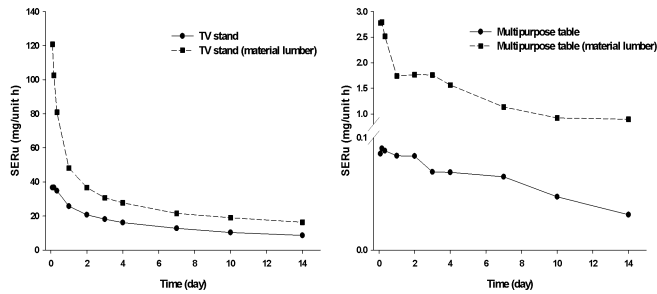 140
120
100
80
60
40
20
0
SERu (mg/unit h)
TV stand
TV stand (material lumber)
0 2 4 6 8 10 12 14
Time (day)
3.0
2.5
2.0
1.5
1.0
0.1
0.0
SERu (mg/unit h)
Multipurpose table
Multipurpose table (material lumber)
0 2 4 6 8 10 12 14
Time (day)